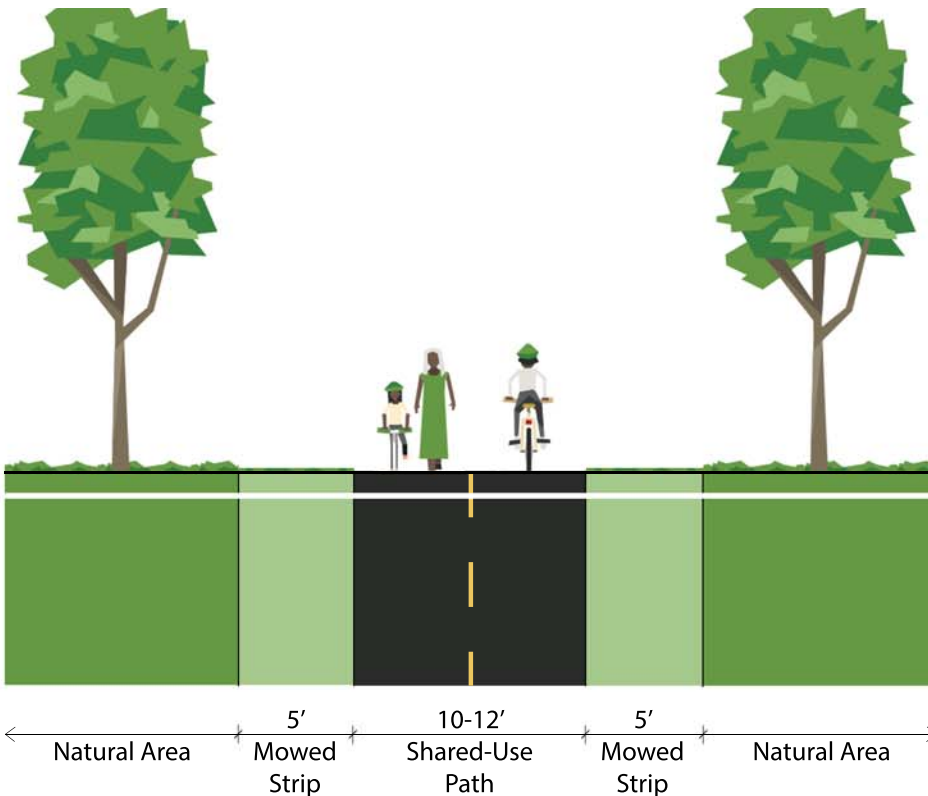 5’
10-12’
5’
Natural Area
Mowed
Strip
Shared-Use
Path
Mowed
Strip
Natural Area